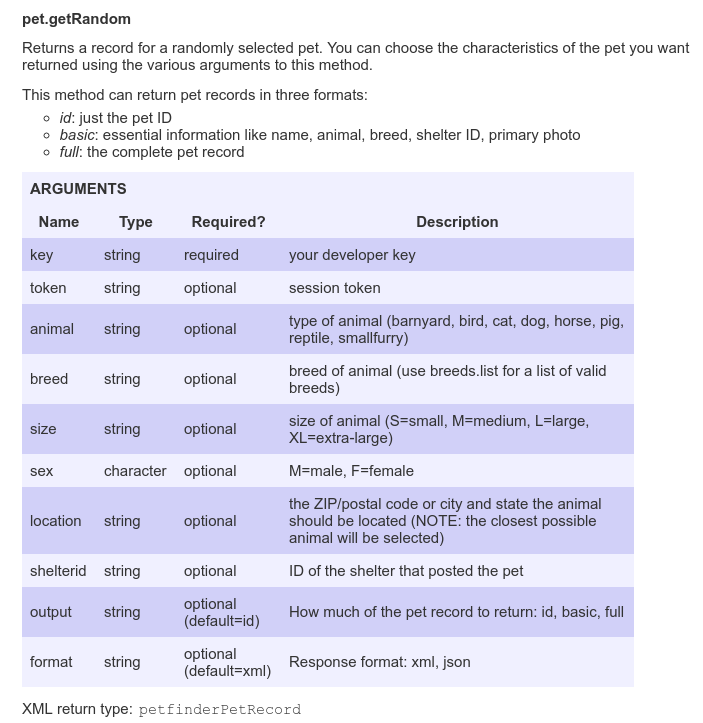 pet.getRandom
Returns a record for a randomly selected pet. You can choose the characteristics of the pet you want
returned using the various arguments to this method.
This method can return pet records in three formats:
id: just the pet ID
basic: essential information like name, animal, breed, shelter ID, primary photo
full: the complete pet record
ARGUMENTS
Name Type Required? Description
key string required your developer key
token string optional session token
animal string optional type of animal (barnyard, bird, cat, dog, horse, pig,
reptile, smallfurry)
breed string optional breed of animal (use breeds.list for a list of valid
breeds)
size string optional size of animal (S=small, M=medium, L=large,
XL=extra-large)
sex character optional M=male, F=female
location string optional the ZIP/postal code or city and state the animal
should be located (NOTE: the closest possible
animal will be selected)
shelterid string optional ID of the shelter that posted the pet
output string optional
(default=id) How much of the pet record to return: id, basic, full
format string optional
(default=xml) Response format: xml, json
XML return type: petfinderPetRecord